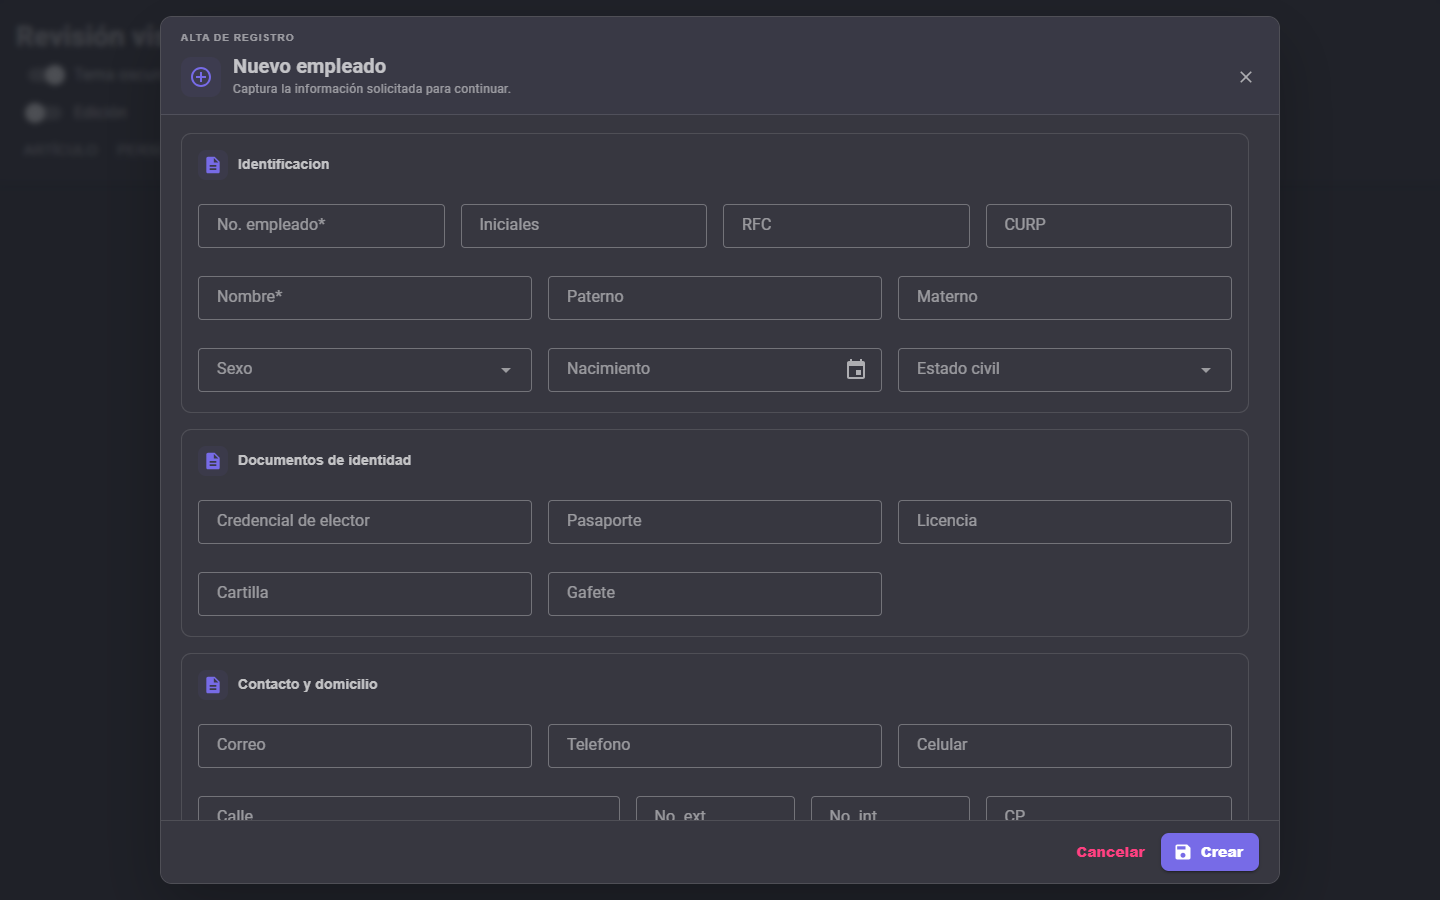 Revisión
ALTA DE REGISTRO
Nuevo empleado
Captura la información solicitada para continuar.
Identificacion
No. empleado*
Iniciales
RFC
CURP
Nombre*
Paterno
Materno
Sexo
Nacimiento
Estado civil
Documentos de identidad
Credencial de elector
Pasaporte
Licencia
Cartilla
Gafete
Contacto y domicilio
Correo
Telefono
Celular
Calle
No. ext
No. int
CP
Cancelar
Crear